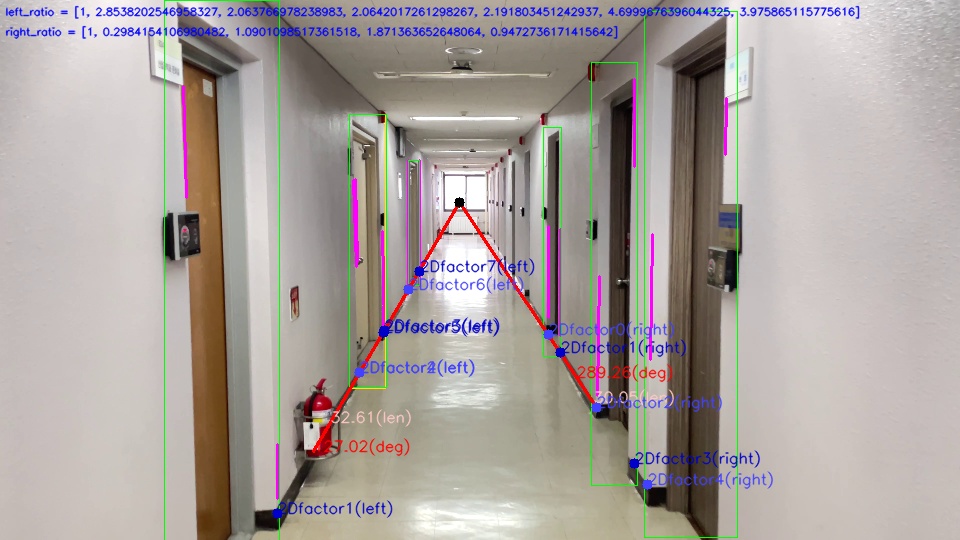 left_ratio = [1, 2.8538202546958327, 2.063766978238983, 2.0642017261298267, 2.191803451242937, 4.6999676396044325, 3.975865115775616]
right_ratio = [1, 0.2984154106980482, 1.0901098517361518, 1.871363652648064, 0.9472736171415642]
2Dfactor7(left)
2Dfactor6(left)
2Dfactor3(left)
2Dfactor0(right)
2Dfactor1(right)
(left)
289.26(deg)
2Dfactor2(right)
32.61(len)
7.02(deg)
2Dfactor3(right)
2Dfactor4(right)
2Dfactor1(left)